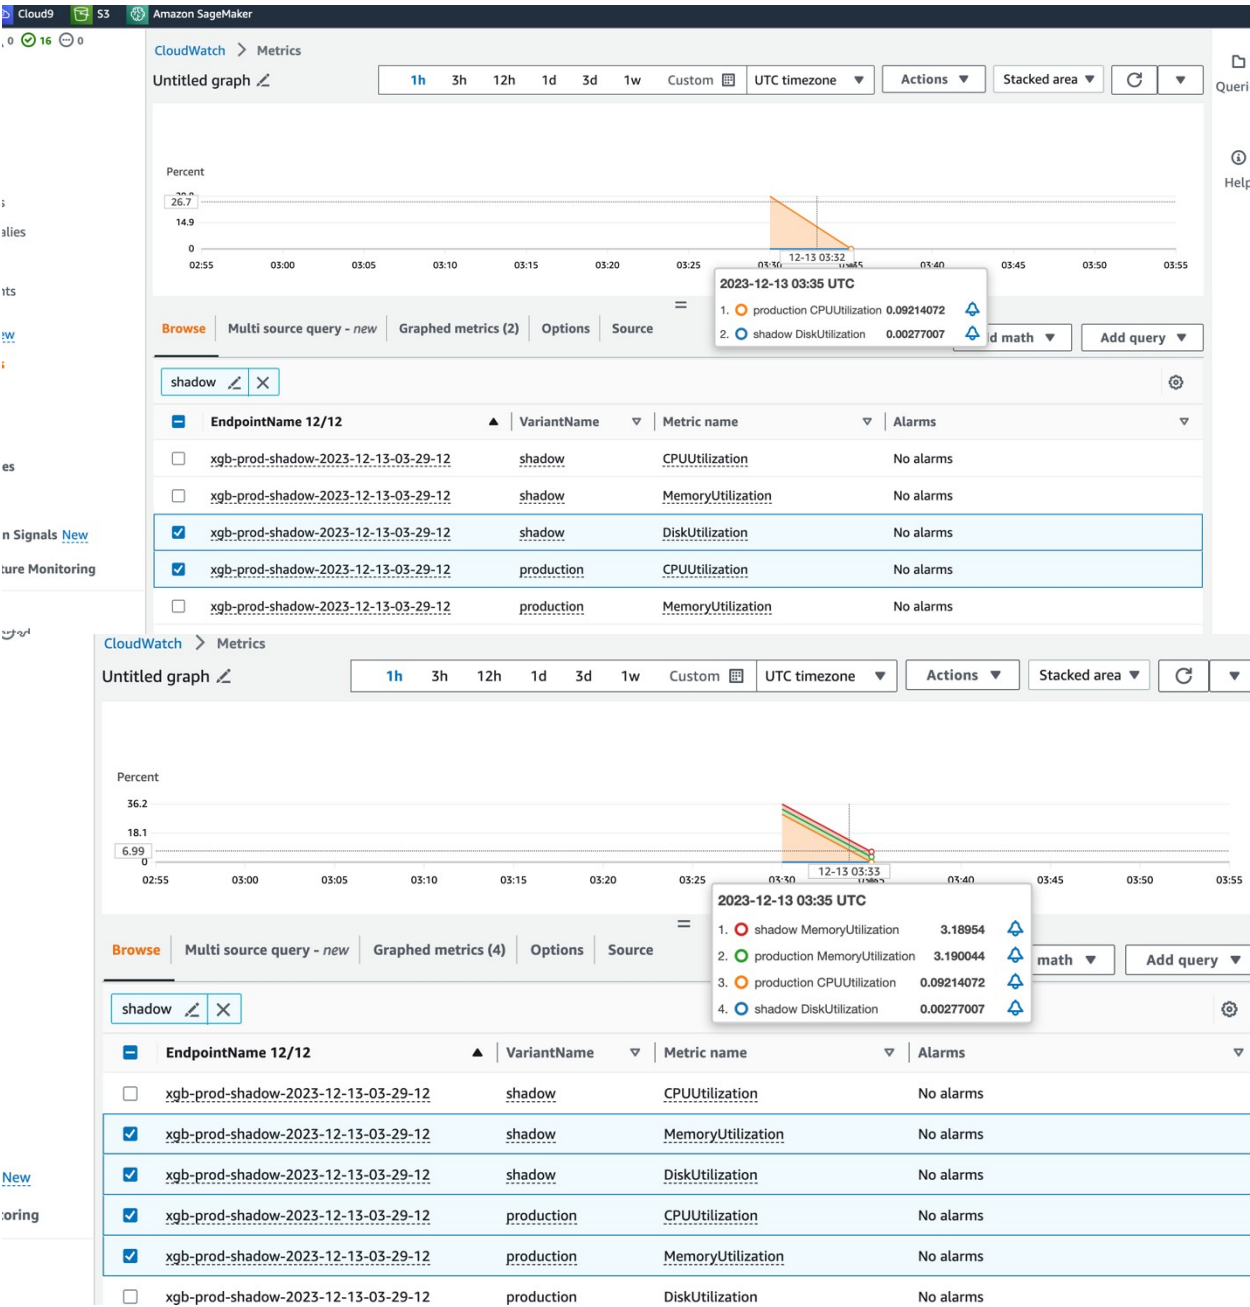 Cloud9 S3 Amazon SageMaker
0 16 0
CloudWatch > Metrics
Untitled graph 1h 3h 12h 1d 3d 1w Custom UTC timezone Actions Stacked area
Queri
Help
Percent
26.7
14.9
0
02:55 03:00 03:05 03:10 03:15 03:20 03:25 03:30 12-13 03:32 03:40 03:45 03:50 03:55
2023-12-13 03:35 UTC
1. production CPUUtilization 0.09214072
2. shadow DiskUtilization 0.00277007
Browse Multi source query - new Graphed metrics (2) Options Source d math Add query
shadow
EndpointName 12/12 VariantName Metric name Alarms
xgb-prod-shadow-2023-12-13-03-29-12 shadow CPUUtilization No alarms
xgb-prod-shadow-2023-12-13-03-29-12 shadow MemoryUtilization No alarms
xgb-prod-shadow-2023-12-13-03-29-12 shadow DiskUtilization No alarms
xgb-prod-shadow-2023-12-13-03-29-12 production CPUUtilization No alarms
xgb-prod-shadow-2023-12-13-03-29-12 production MemoryUtilization No alarms
alies
nts
ew
es
n Signals New
ture Monitoring
CloudWatch > Metrics
Untitled graph 1h 3h 12h 1d 3d 1w Custom UTC timezone Actions Stacked area
Percent
36.2
18.1
6.99
0
02:55 03:00 03:05 03:10 03:15 03:20 03:25 03:30 12-13 03:33 03:40 03:45 03:50 03:55
2023-12-13 03:35 UTC
1. shadow MemoryUtilization 3.18954
2. production MemoryUtilization 3.190044
3. production CPUUtilization 0.09214072
4. shadow DiskUtilization 0.00277007
Browse Multi source query - new Graphed metrics (4) Options Source math Add query
shadow
EndpointName 12/12 VariantName Metric name Alarms
xgb-prod-shadow-2023-12-13-03-29-12 shadow CPUUtilization No alarms
xgb-prod-shadow-2023-12-13-03-29-12 shadow MemoryUtilization No alarms
xgb-prod-shadow-2023-12-13-03-29-12 shadow DiskUtilization No alarms
xgb-prod-shadow-2023-12-13-03-29-12 production CPUUtilization No alarms
xgb-prod-shadow-2023-12-13-03-29-12 production MemoryUtilization No alarms
xgb-prod-shadow-2023-12-13-03-29-12 production DiskUtilization No alarms
New
toring